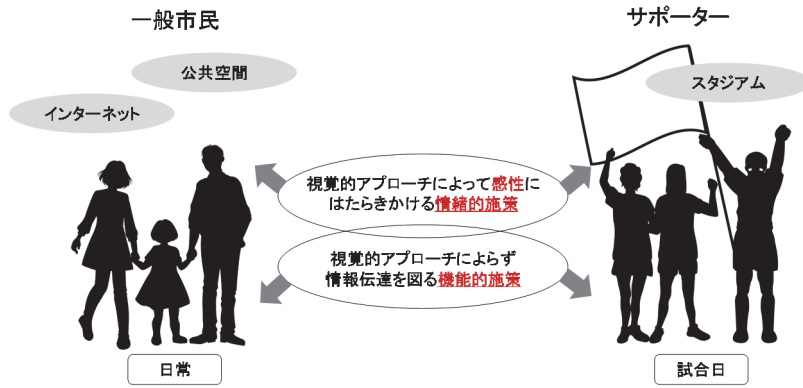 一般市民
サポーター
公共空間
スタジアム
インターネット
視覚的アプローチによって感性に
はたらきかける情緒的施策
視覚的アプローチによらず
情報伝達を図る機能的施策
日常
試合日